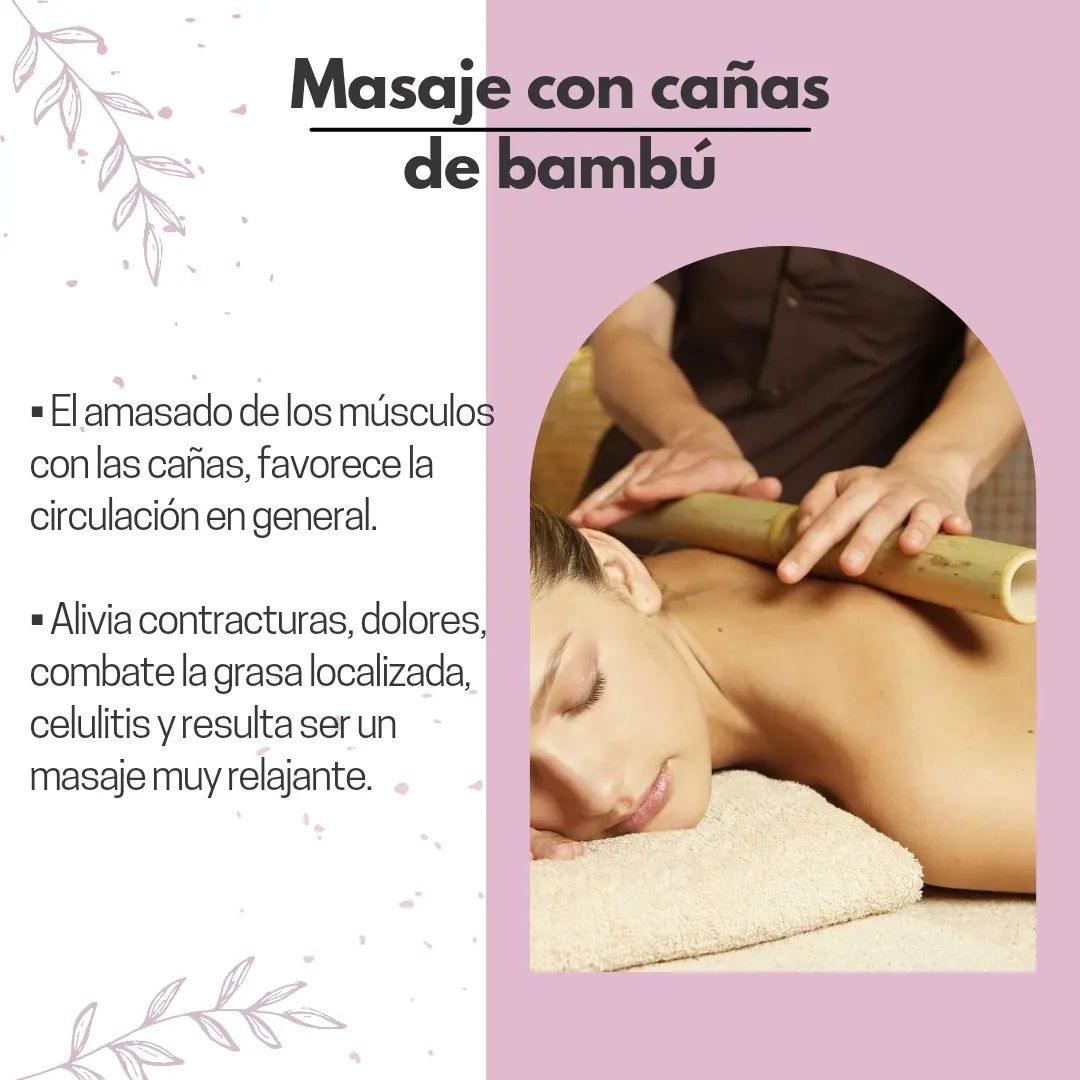 Masaje con cañas
de bambú
▪ El amasado de los músculos
con las cañas, favorece la
circulación en general.
▪ Alivia contracturas, dolores,
combate la grasa localizada,
celulitis y resulta ser un
masaje muy relajante.